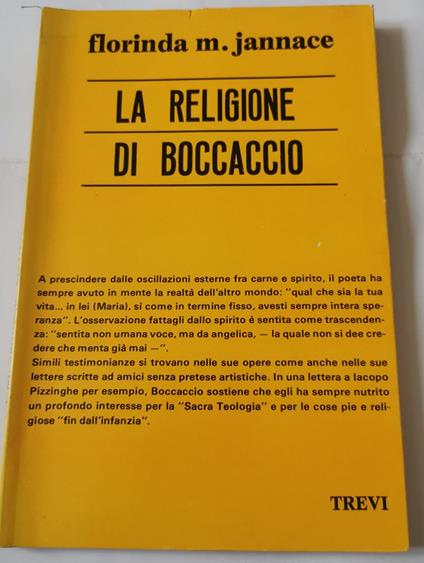 florinda m. jannace
LA RELIGIONE
DI BOCCACCIO
A prescindere dalle oscillazioni esterne fra carne e spirito, il poeta ha
sempre avuto in mente la realtà dell'altro mondo: "qual che sia la tua
vita... in lei (Maria), sí come in termine fisso, avesti sempre intera spe-
ranza". L'osservazione fattagli dallo spirito è sentita come trascenden-
za: "sentita non umana voce, ma da angelica, — la quale non si dee cre-
dere che menta giá mai —".
Simili testimonianze si trovano nelle sue opere come anche nelle sue
lettere scritte ad amici senza pretese artistiche. In una lettera a Iacopo
Pizzinghe per esempio, Boccaccio sostiene che egli ha sempre nutrito
un profondo interesse per la "Sacra Teologia" e per le cose pie e reli-
giose "fin dall'infanzia".
TREVI